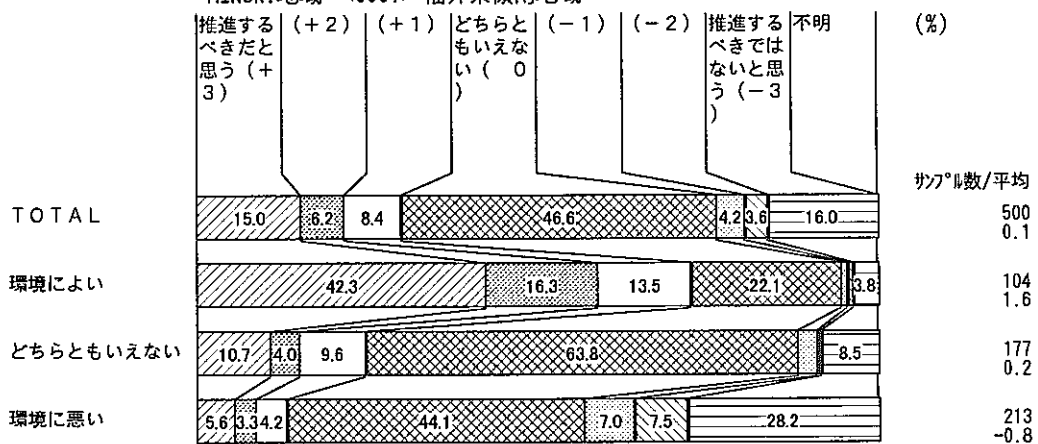 推進する (+2) (+1) どちらと (-1) (-2) 推進する 不明 (%)
べきだと ともいえな べきでは
思う(+ い( 0 ないと思
3) ) う(-3
)
サンプル数/平均
TOTAL 15.0 6.2 8.4 46.6 4.2 3.6 16.0 500
0.1
環境によい 42.3 16.3 13.5 22.1 3.8 104
1.6
どちらともいえない 10.7 4.0 9.6 63.8 8.5 177
0.2
環境に悪い 5.6 3.3 4.2 44.1 7.0 7.5 28.2 213
-0.8